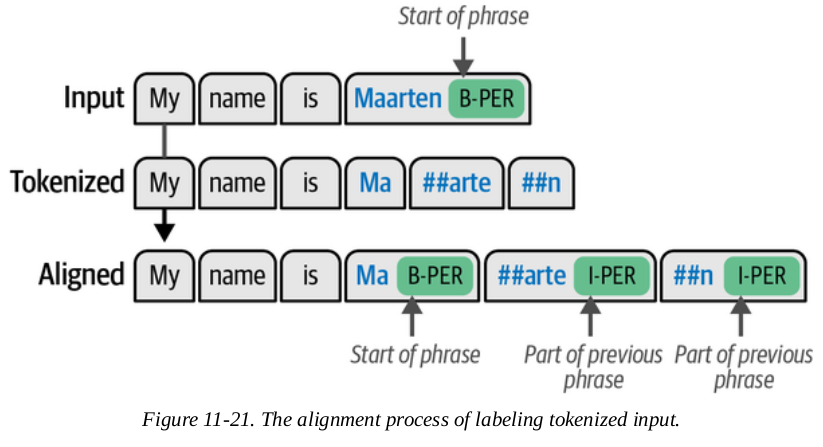 Start of phrase
Input My name is Maarten B-PER
Tokenized My name is Ma ##arte ##n
Aligned My name is Ma B-PER ##arte I-PER ##n I-PER
Start of phrase Part of previous Part of previous
phrase phrase
Figure 11-21. The alignment process of labeling tokenized input.